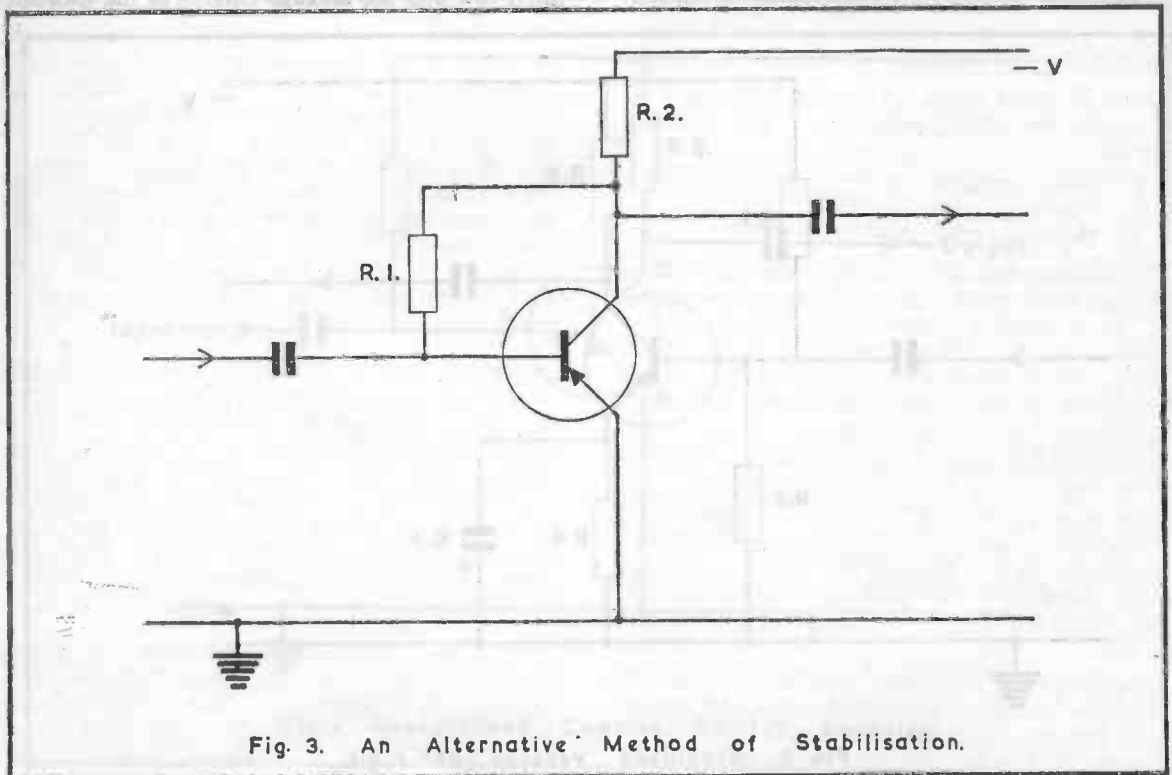 — V
R. 2.
R. 1.
Fig. 3. An Alternative Method of Stabilisation.